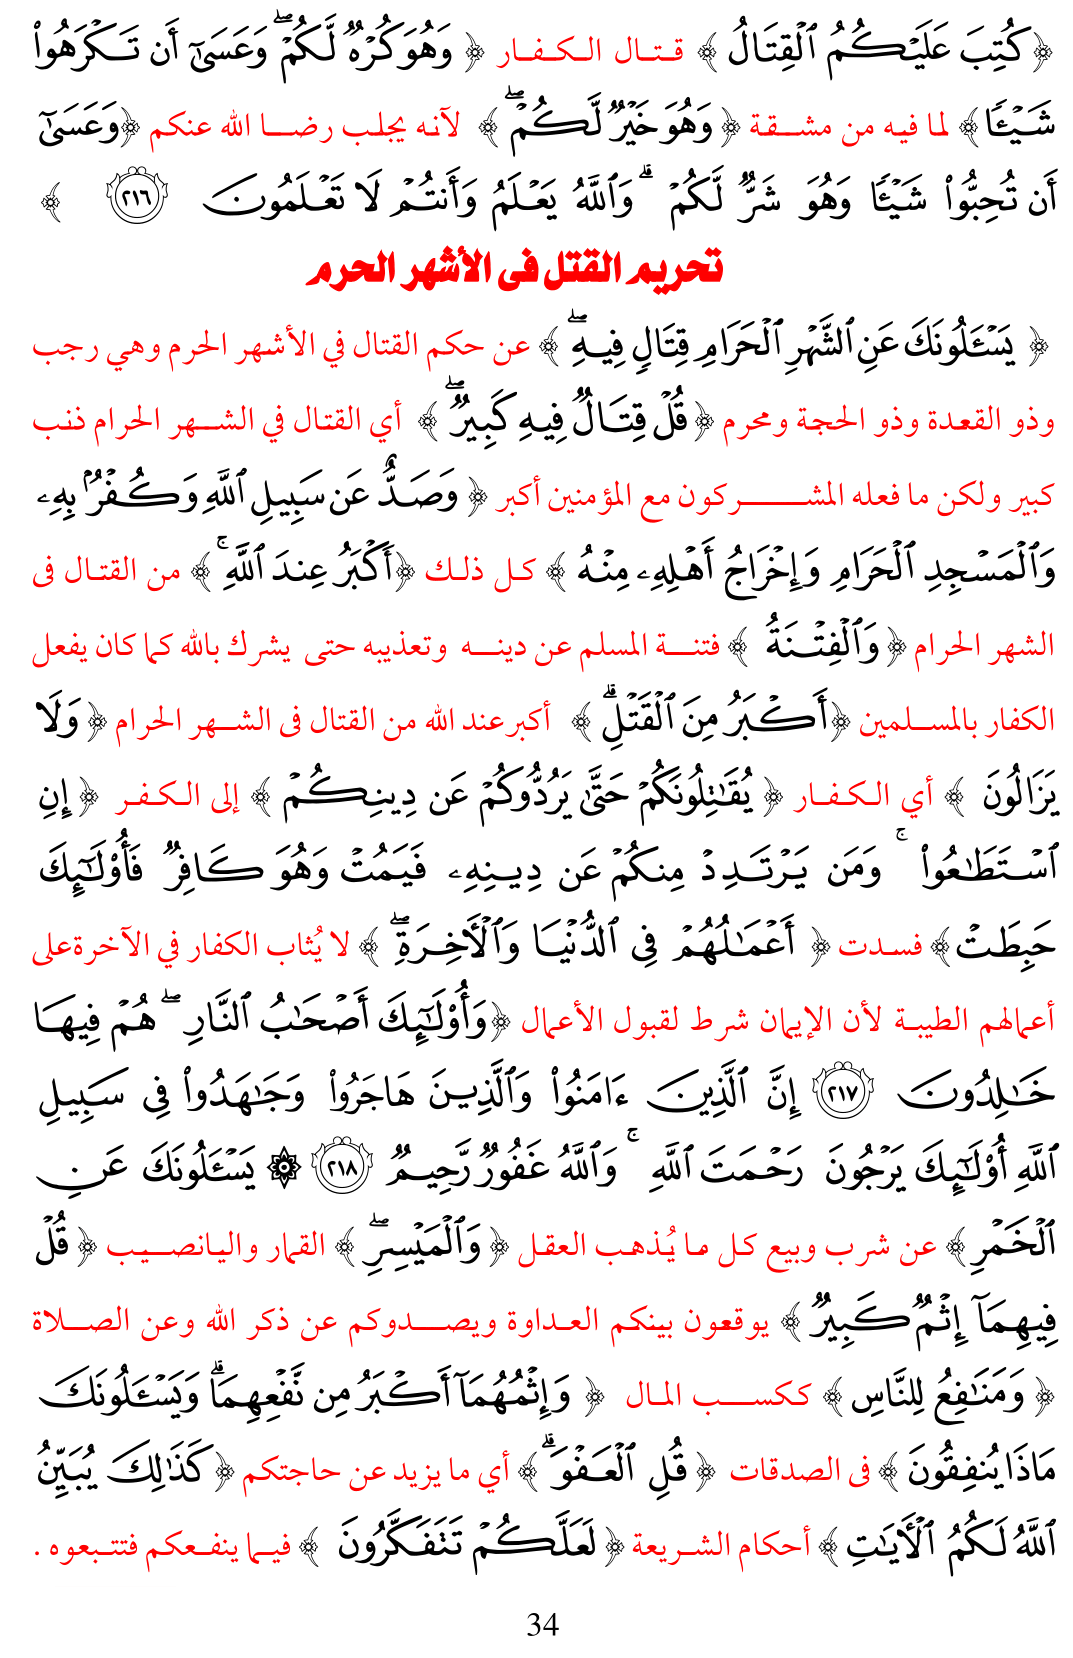 ﴿ كُتِبَ عَلَيْكُمُ ٱلْقِتَالُ ﴾ قـتـال الـكـفـار ﴿ وَهُوَ كُرْهٌ لَّكُمْ ۖ وَعَسَىٰٓ أَن تَكْرَهُوا۟
شَيْـًٔا ﴾ لما فيه من مشقة ﴿ وَهُوَ خَيْرٌ لَّكُمْ ۖ ﴾ لآنه يجلب رضا الله عنكم ﴿ وَعَسَىٰٓ
أَن تُحِبُّوا۟ شَيْـًٔا وَهُوَ شَرٌّ لَّكُمْ ۗ وَٱللَّهُ يَعْلَمُ وَأَنتُمْ لَا تَعْلَمُونَ ٢١٦ ﴾
تحريم القتل فى الأشهر الحرم
﴿ يَسْـَٔلُونَكَ عَنِ ٱلشَّهْرِ ٱلْحَرَامِ قِتَالٍ فِيهِ ۖ ﴾ عن حكم القتال في الأشهر الحرم وهي رجب
وذو القعدة وذو الحجة ومحرم ﴿ قُلْ قِتَالٌ فِيهِ كَبِيرٌ ۖ ﴾ أي القتال في الشهر الحرام ذنب
كبير ولكن ما فعله المشركون مع المؤمنين أكبر ﴿ وَصَدٌّ عَن سَبِيلِ ٱللَّهِ وَكُفْرٌۢ بِهِۦ
وَٱلْمَسْجِدِ ٱلْحَرَامِ وَإِخْرَاجُ أَهْلِهِۦ مِنْهُ ﴾ كل ذلك ﴿ أَكْبَرُ عِندَ ٱللَّهِ ۚ ﴾ من القتال فى
الشهر الحرام ﴿ وَٱلْفِتْنَةُ ﴾ فتنة المسلم عن دينه وتعذيبه حتى يشرك بالله كما كان يفعل
الكفار بالمسلمين ﴿ أَكْبَرُ مِنَ ٱلْقَتْلِ ۗ ﴾ أكبر عند الله من القتال فى الشهر الحرام ﴿ وَلَا
يَزَالُونَ ﴾ أي الكفار ﴿ يُقَـٰتِلُونَكُمْ حَتَّىٰ يَرُدُّوكُمْ عَن دِينِكُمْ ﴾ إلى الكفر ﴿ إِنِ
ٱسْتَطَـٰعُوا۟ ۚ وَمَن يَرْتَدِدْ مِنكُمْ عَن دِينِهِۦ فَيَمُتْ وَهُوَ كَافِرٌ فَأُو۟لَـٰٓئِكَ
حَبِطَتْ ﴾ فسدت ﴿ أَعْمَـٰلُهُمْ فِى ٱلدُّنْيَا وَٱلْـَٔاخِرَةِ ۖ ﴾ لا يُثاب الكفار في الآخرة على
أعمالهم الطيبة لأن الإيمان شرط لقبول الأعمال ﴿ وَأُو۟لَـٰٓئِكَ أَصْحَـٰبُ ٱلنَّارِ ۖ هُمْ فِيهَا
خَـٰلِدُونَ ٢١٧ إِنَّ ٱلَّذِينَ ءَامَنُوا۟ وَٱلَّذِينَ هَاجَرُوا۟ وَجَـٰهَدُوا۟ فِى سَبِيلِ
ٱللَّهِ أُو۟لَـٰٓئِكَ يَرْجُونَ رَحْمَتَ ٱللَّهِ ۚ وَٱللَّهُ غَفُورٌ رَّحِيمٌ ٢١٨ ۞ يَسْـَٔلُونَكَ عَنِ
ٱلْخَمْرِ ﴾ عن شرب وبيع كل ما يُذهب العقل ﴿ وَٱلْمَيْسِرِ ۖ ﴾ القمار واليانصيب ﴿ قُلْ
فِيهِمَآ إِثْمٌ كَبِيرٌ ﴾ يوقعون بينكم العداوة ويصدوكم عن ذكر الله وعن الصلاة
﴿ وَمَنَـٰفِعُ لِلنَّاسِ ﴾ ككسب المال ﴿ وَإِثْمُهُمَآ أَكْبَرُ مِن نَّفْعِهِمَا ۗ وَيَسْـَٔلُونَكَ
مَاذَا يُنفِقُونَ ﴾ فى الصدقات ﴿ قُلِ ٱلْعَفْوَ ۗ ﴾ أي ما يزيد عن حاجتكم ﴿ كَذَٰلِكَ يُبَيِّنُ
ٱللَّهُ لَكُمُ ٱلْـَٔايَـٰتِ ﴾ أحكام الشريعة ﴿ لَعَلَّكُمْ تَتَفَكَّرُونَ ﴾ فيما ينفعكم فتتبعوه .
34